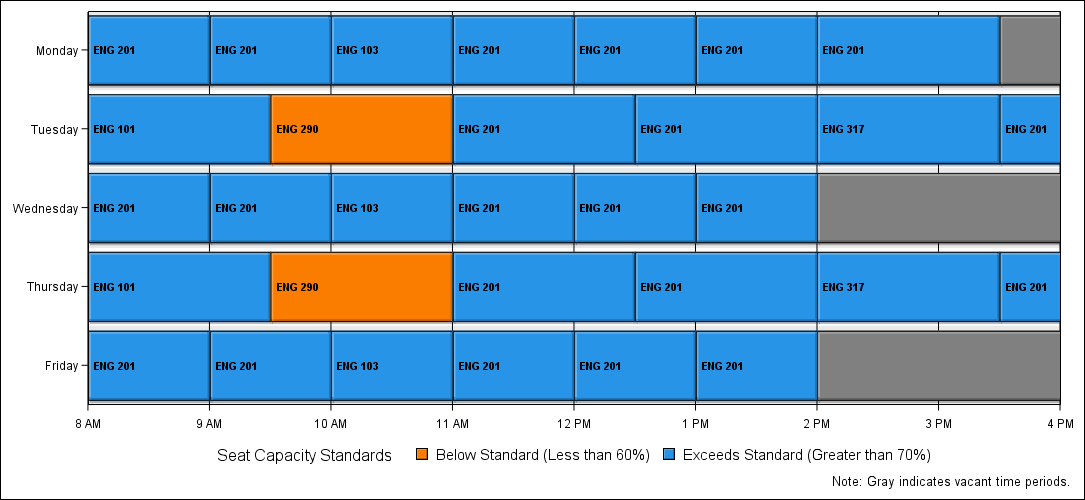 Monday ENG 201 ENG 201 ENG 103 ENG 201 ENG 201 ENG 201 ENG 201
Tuesday ENG 101 ENG 290 ENG 201 ENG 201 ENG 317 ENG 201
Wednesday ENG 201 ENG 201 ENG 103 ENG 201 ENG 201 ENG 201
Thursday ENG 101 ENG 290 ENG 201 ENG 201 ENG 317 ENG 201
Friday ENG 201 ENG 201 ENG 103 ENG 201 ENG 201 ENG 201
8 AM 9 AM 10 AM 11 AM 12 PM 1 PM 2 PM 3 PM 4 PM
Seat Capacity Standards Below Standard (Less than 60%) Exceeds Standard (Greater than 70%)
Note: Gray indicates vacant time periods.